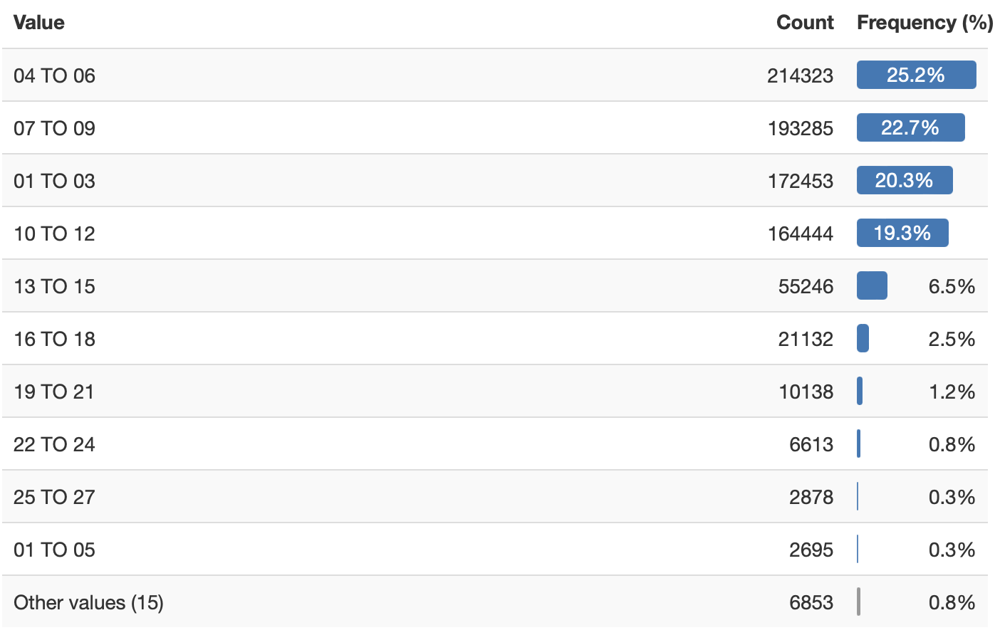 Value Count Frequency (%)
04 TO 06 214323 25.2%
07 TO 09 193285 22.7%
01 TO 03 172453 20.3%
10 TO 12 164444 19.3%
13 TO 15 55246 6.5%
16 TO 18 21132 2.5%
19 TO 21 10138 1.2%
22 TO 24 6613 0.8%
25 TO 27 2878 0.3%
01 TO 05 2695 0.3%
Other values (15) 6853 0.8%